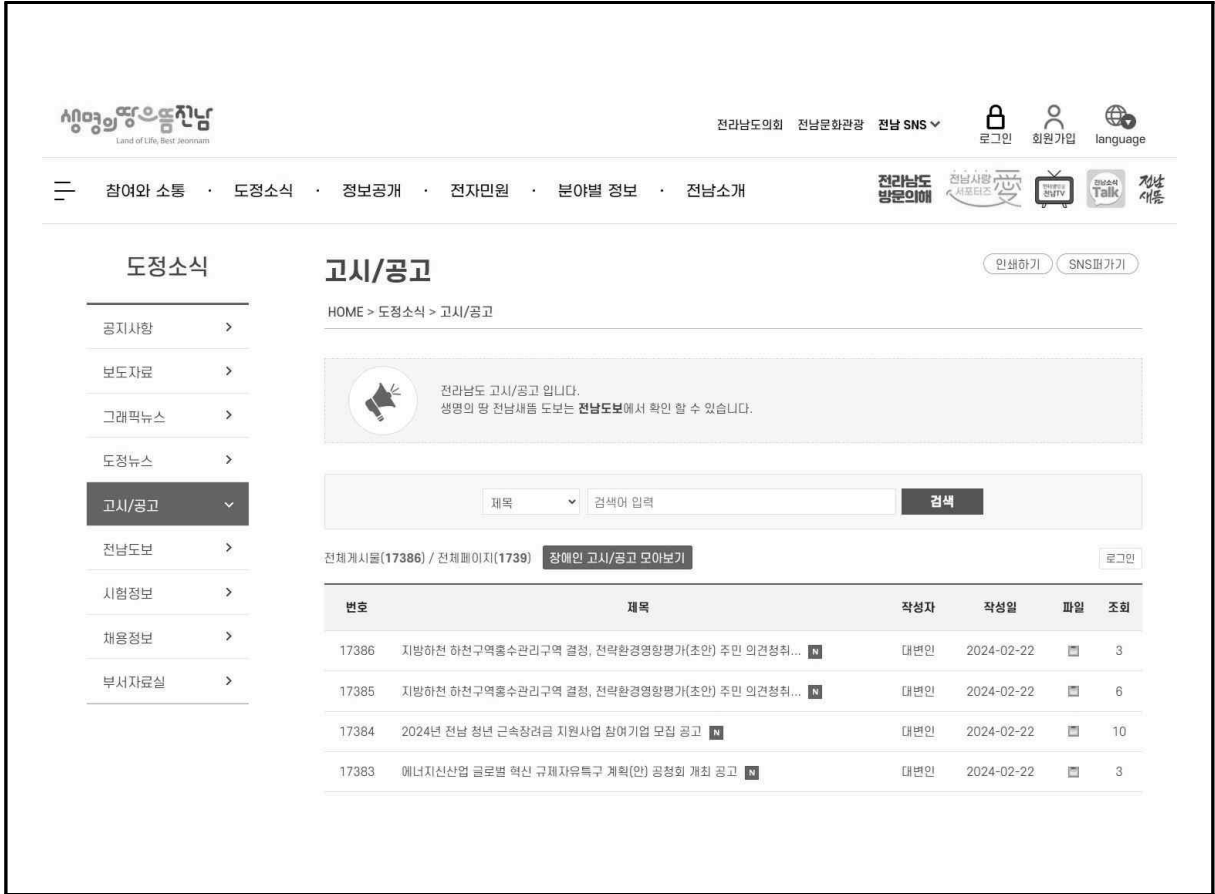 생명의땅으뜸전남
Land of Life, Best Jeonnam
전라남도의회 전남문화관광 전남 SNS
로그인 회원가입 language
참여와 소통 · 도정소식 · 정보공개 · 전자민원 · 분야별 정보 · 전남소개
전라남도
방문의해
전남사랑
서포터즈
愛
전남TV
전남소식
Talk
전남
새뜸
도정소식
공지사항
보도자료
그래픽뉴스
도정뉴스
고시/공고
전남도보
시험정보
채용정보
부서자료실
고시/공고
인쇄하기 SNS퍼가기
HOME > 도정소식 > 고시/공고
전라남도 고시/공고 입니다.
생명의 땅 전남새뜸 도보는 전남도보에서 확인 할 수 있습니다.
제목 검색어 입력 검색
전체게시물(17386) / 전체페이지(1739) 장애인 고시/공고 모아보기 로그인
번호 제목 작성자 작성일 파일 조회
17386 지방하천 하천구역홍수관리구역 결정, 전략환경영향평가(초안) 주민 의견청취... N 대변인 2024-02-22 3
17385 지방하천 하천구역홍수관리구역 결정, 전략환경영향평가(초안) 주민 의견청취... N 대변인 2024-02-22 6
17384 2024년 전남 청년 근속장려금 지원사업 참여기업 모집 공고 N 대변인 2024-02-22 10
17383 에너지신산업 글로벌 혁신 규제자유특구 계획(안) 공청회 개최 공고 N 대변인 2024-02-22 3